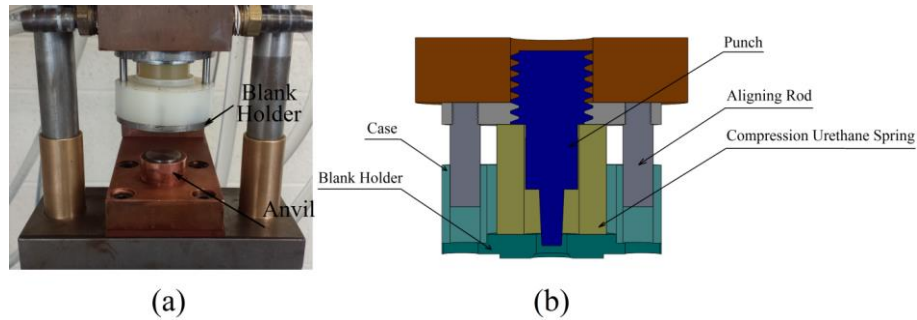 Blank
Holder
Anvil
(a)
Punch
Aligning Rod
Case
Compression Urethane Spring
Blank Holder
(b)